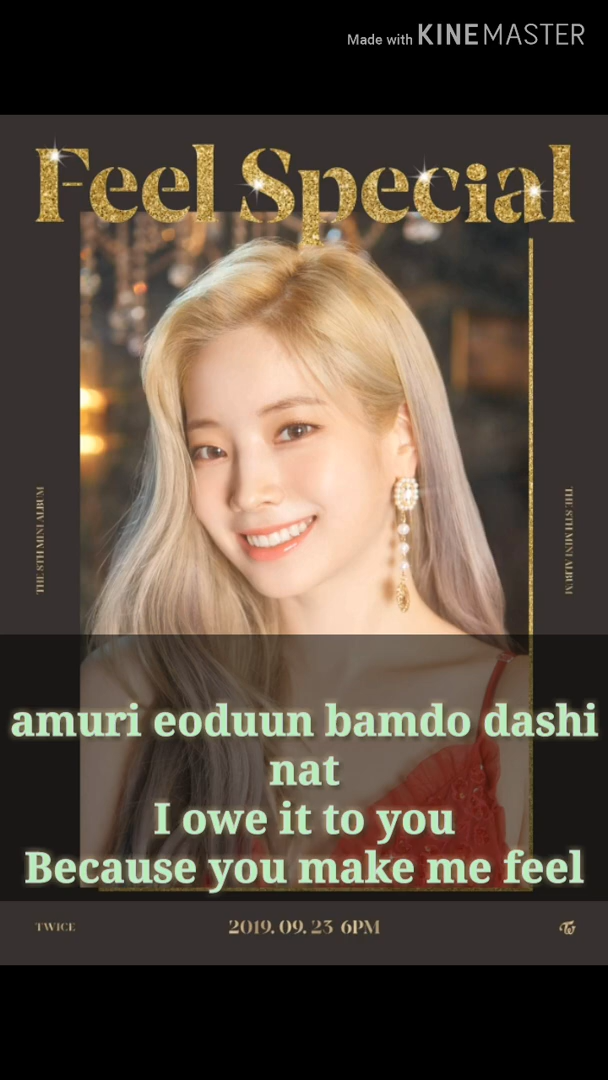 Made with KINEMASTER
Feel Special
THE 8TH MINI ALBUM
THE 8TH MINI ALBUM
amuri eoduun bamdo dashi
nat
I owe it to you
Because you make me feel
TWICE 2019. 09. 23 6PM